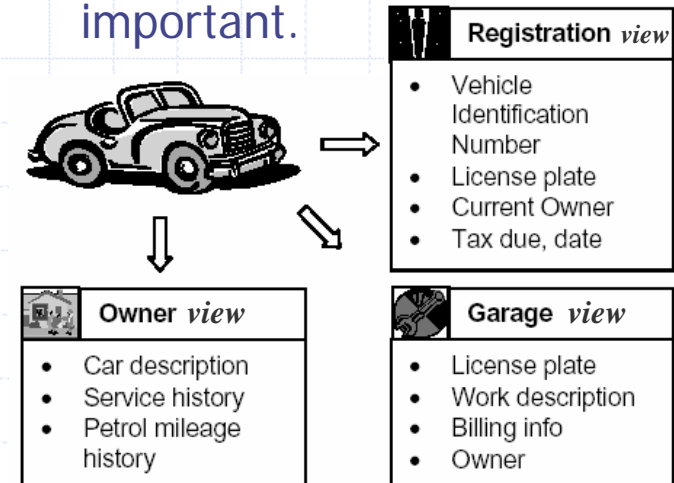 important.
Registration view
• Vehicle
Identification
Number
• License plate
• Current Owner
• Tax due, date
Owner view
• Car description
• Service history
• Petrol mileage
history
Garage view
• License plate
• Work description
• Billing info
• Owner